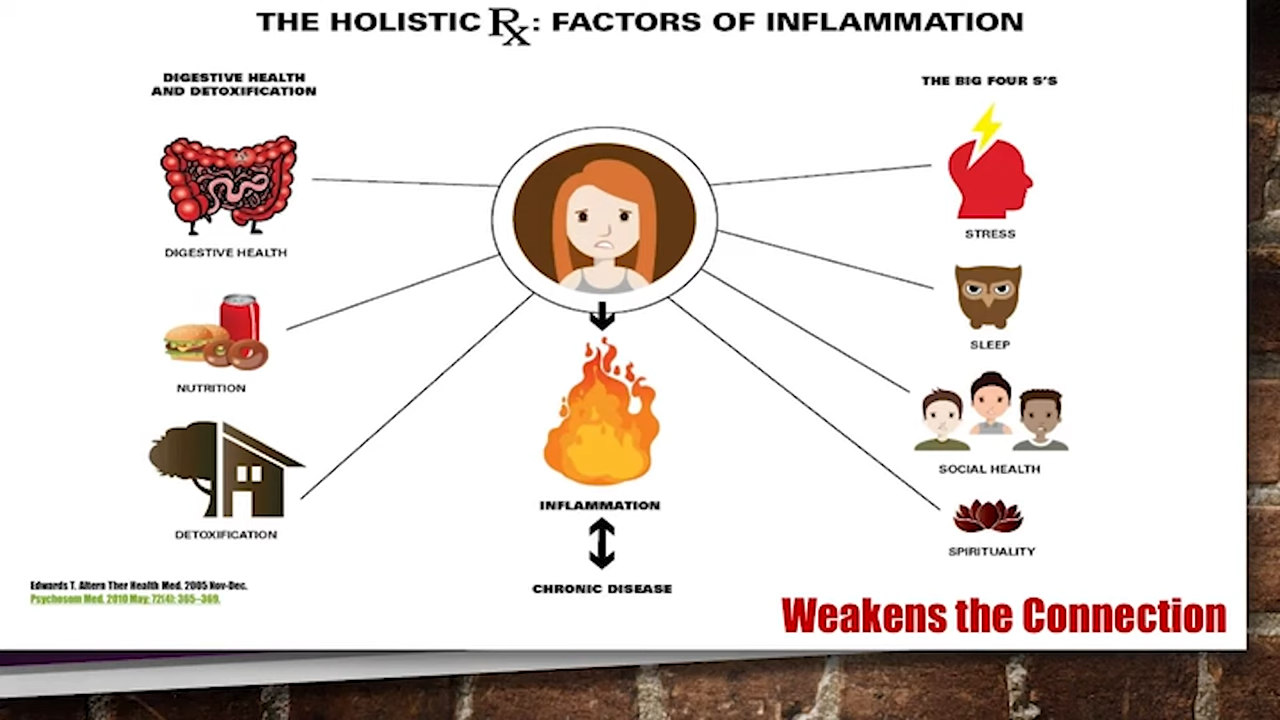 THE HOLISTIC Rx: FACTORS OF INFLAMMATION
DIGESTIVE HEALTH
AND DETOXIFICATION
DIGESTIVE HEALTH
NUTRITION
DETOXIFICATION
INFLAMMATION
CHRONIC DISEASE
THE BIG FOUR S'S
STRESS
SLEEP
SOCIAL HEALTH
SPIRITUALITY
Edwards T. Altern Ther Health Med. 2005 Nov-Dec.
Psychosom Med. 2010 May; 72(4): 365–369.
Weakens the Connection